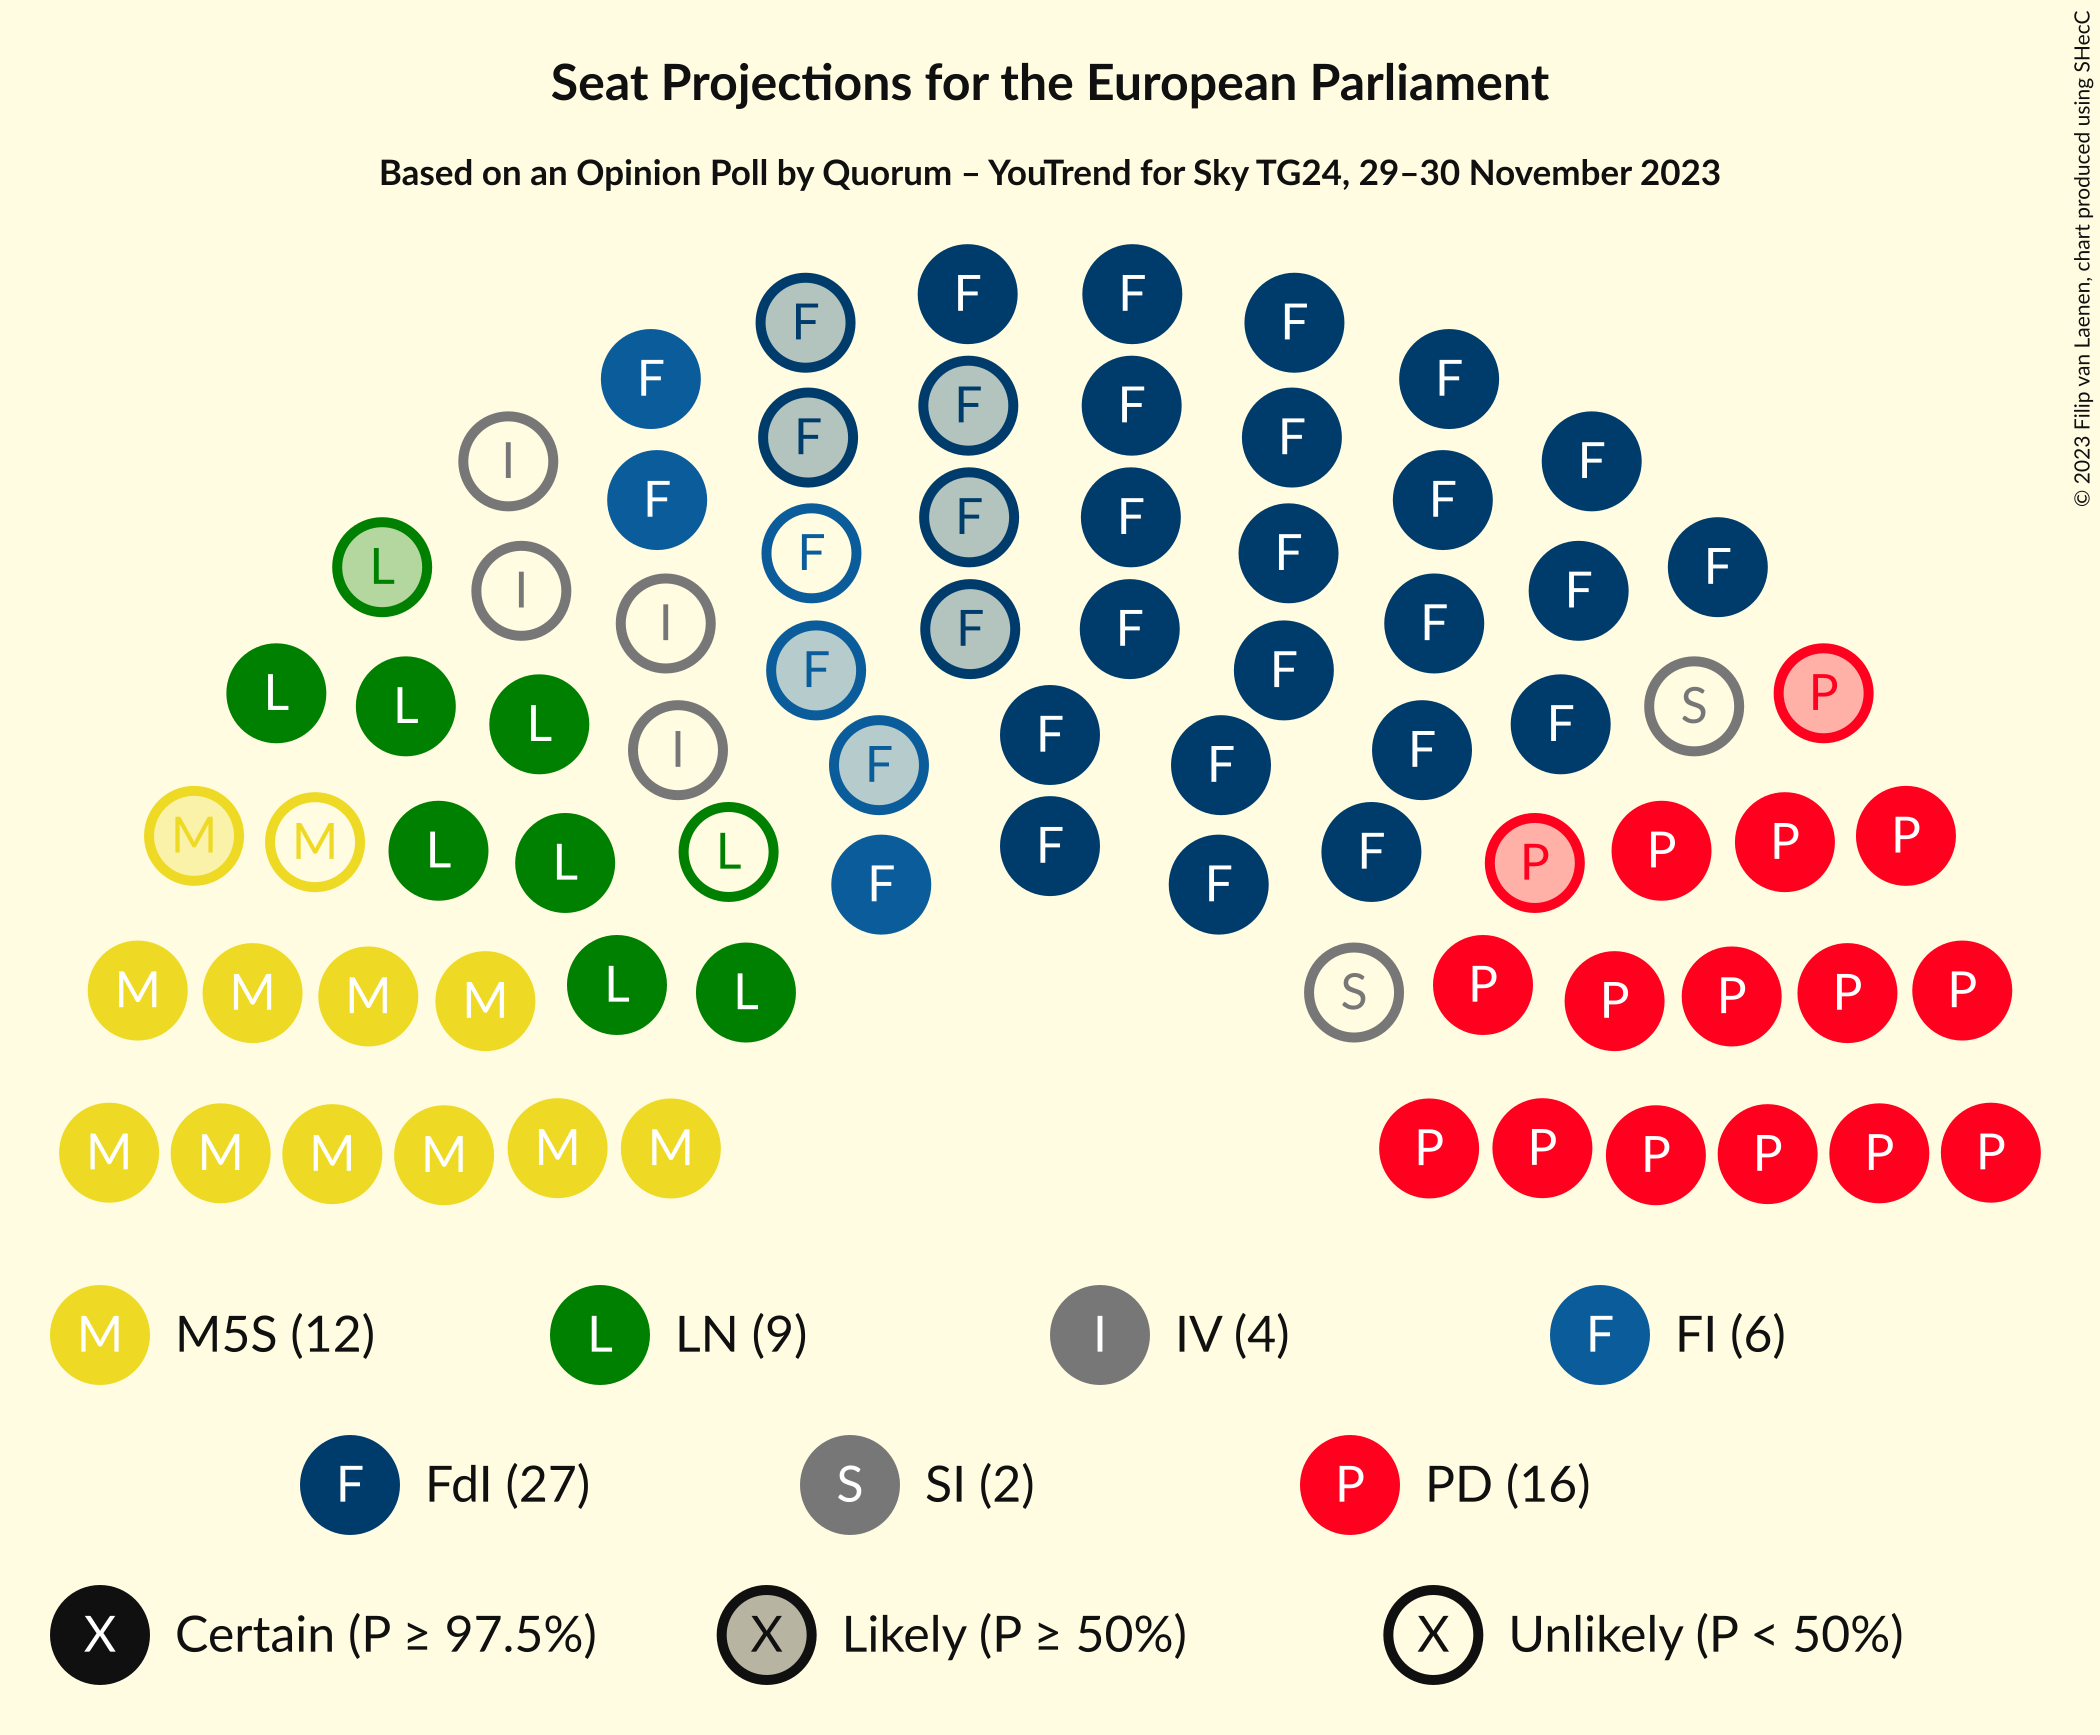 Seat Projections for the European Parliament
Based on an Opinion Poll by Quorum – YouTrend for Sky TG24, 29–30 November 2023
© 2023 Filip van Laenen, chart produced using SHecC
F F F
F F F F
F F F
I F F
F F F F
L I F F
I F F F
F F
L L L I F F S P
F F F
M M L L L F F F P P P P
F F
M M M M L L S P P P P P
M M M M M M P P P P P P
M M5S (12) L LN (9) I IV (4) F FI (6)
F FdI (27) S SI (2) P PD (16)
X Certain (P ≥ 97.5%) X Likely (P ≥ 50%) X Unlikely (P < 50%)